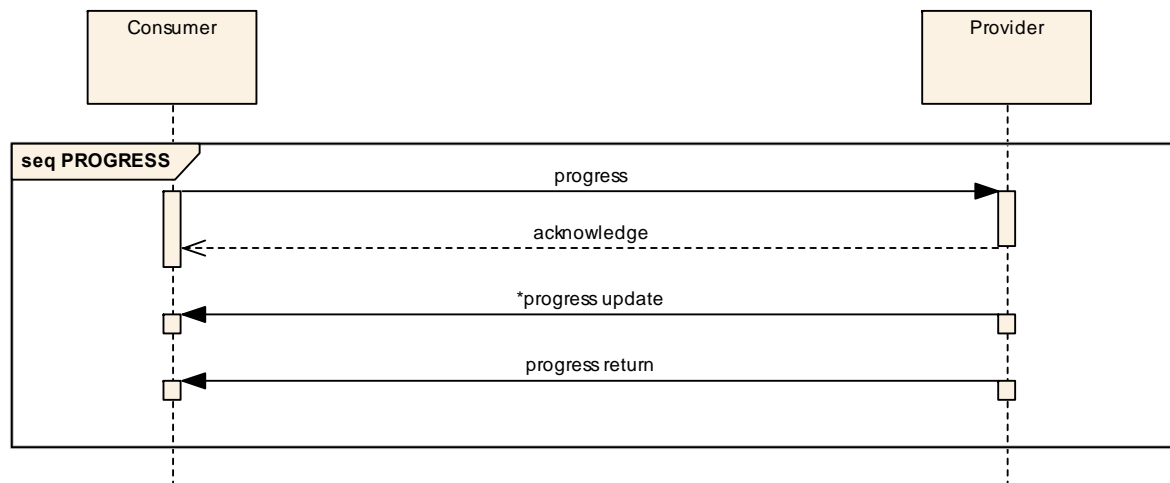 Consumer
Provider
seq PROGRESS
progress
acknowledge
*progress update
progress return